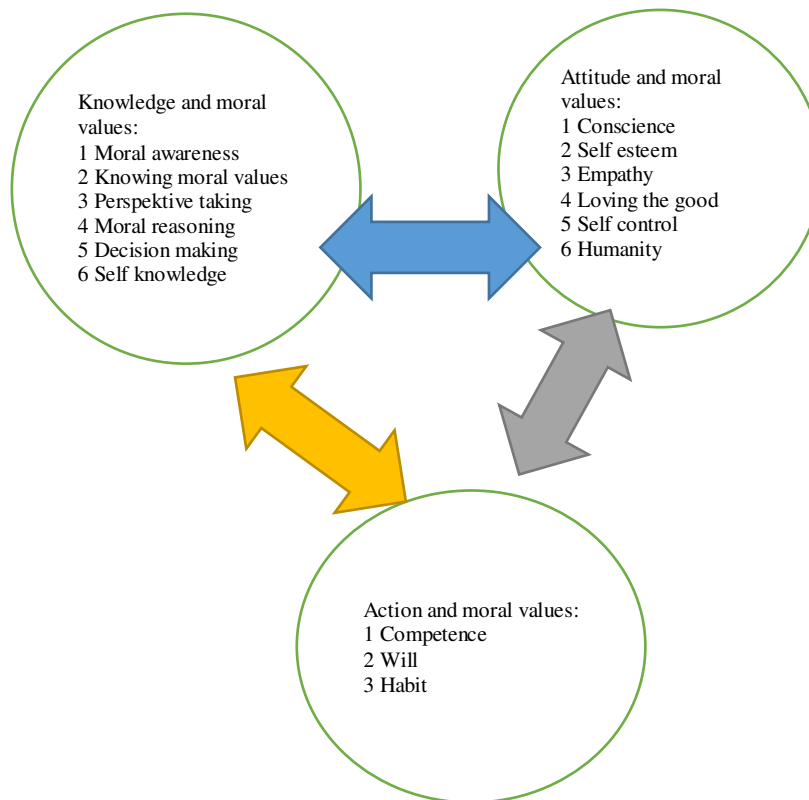 Knowledge and moral
values:
1 Moral awareness
2 Knowing moral values
3 Perspektive taking
4 Moral reasoning
5 Decision making
6 Self knowledge
Attitude and moral
values:
1 Conscience
2 Self esteem
3 Empathy
4 Loving the good
5 Self control
6 Humanity
Action and moral values:
1 Competence
2 Will
3 Habit